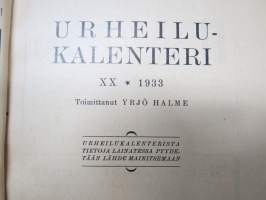 URHEILU-
KALENTERI
XX * 1933
Toimittanut YRJÖ HALME
URHEILUKALENTERISTA
TIETOJA LAINATESSA PYYDE-
TÄÄN LÄHDE MAINITSEMAAN